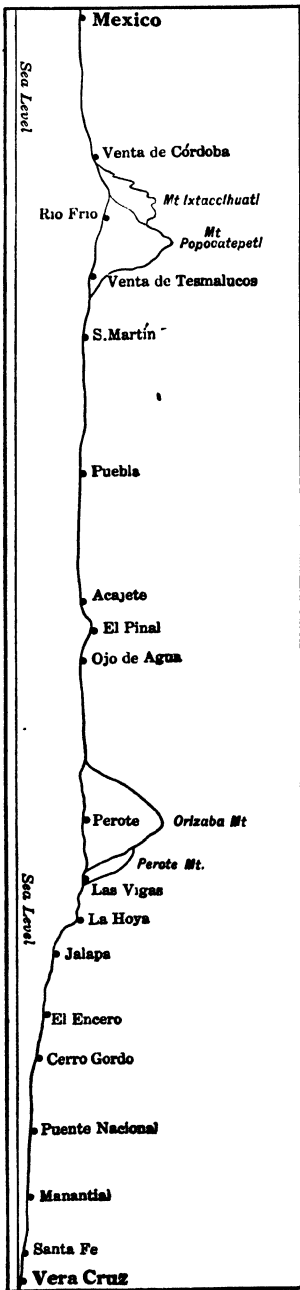 Mexico
Sea Level
Venta de Córdoba
Mt Ixtaccihuatl
Rio Frio
Mt
Popocatepetl
Venta de Tesmalucos
S. Martín
Puebla
Acajete
El Pinal
Ojo de Agua
Perote
Orizaba Mt
Perote Mt.
Las Vigas
Sea Level
La Hoya
Jalapa
El Encero
Cerro Gordo
Puente Nacional
Manantial
Santa Fe
Vera Cruz